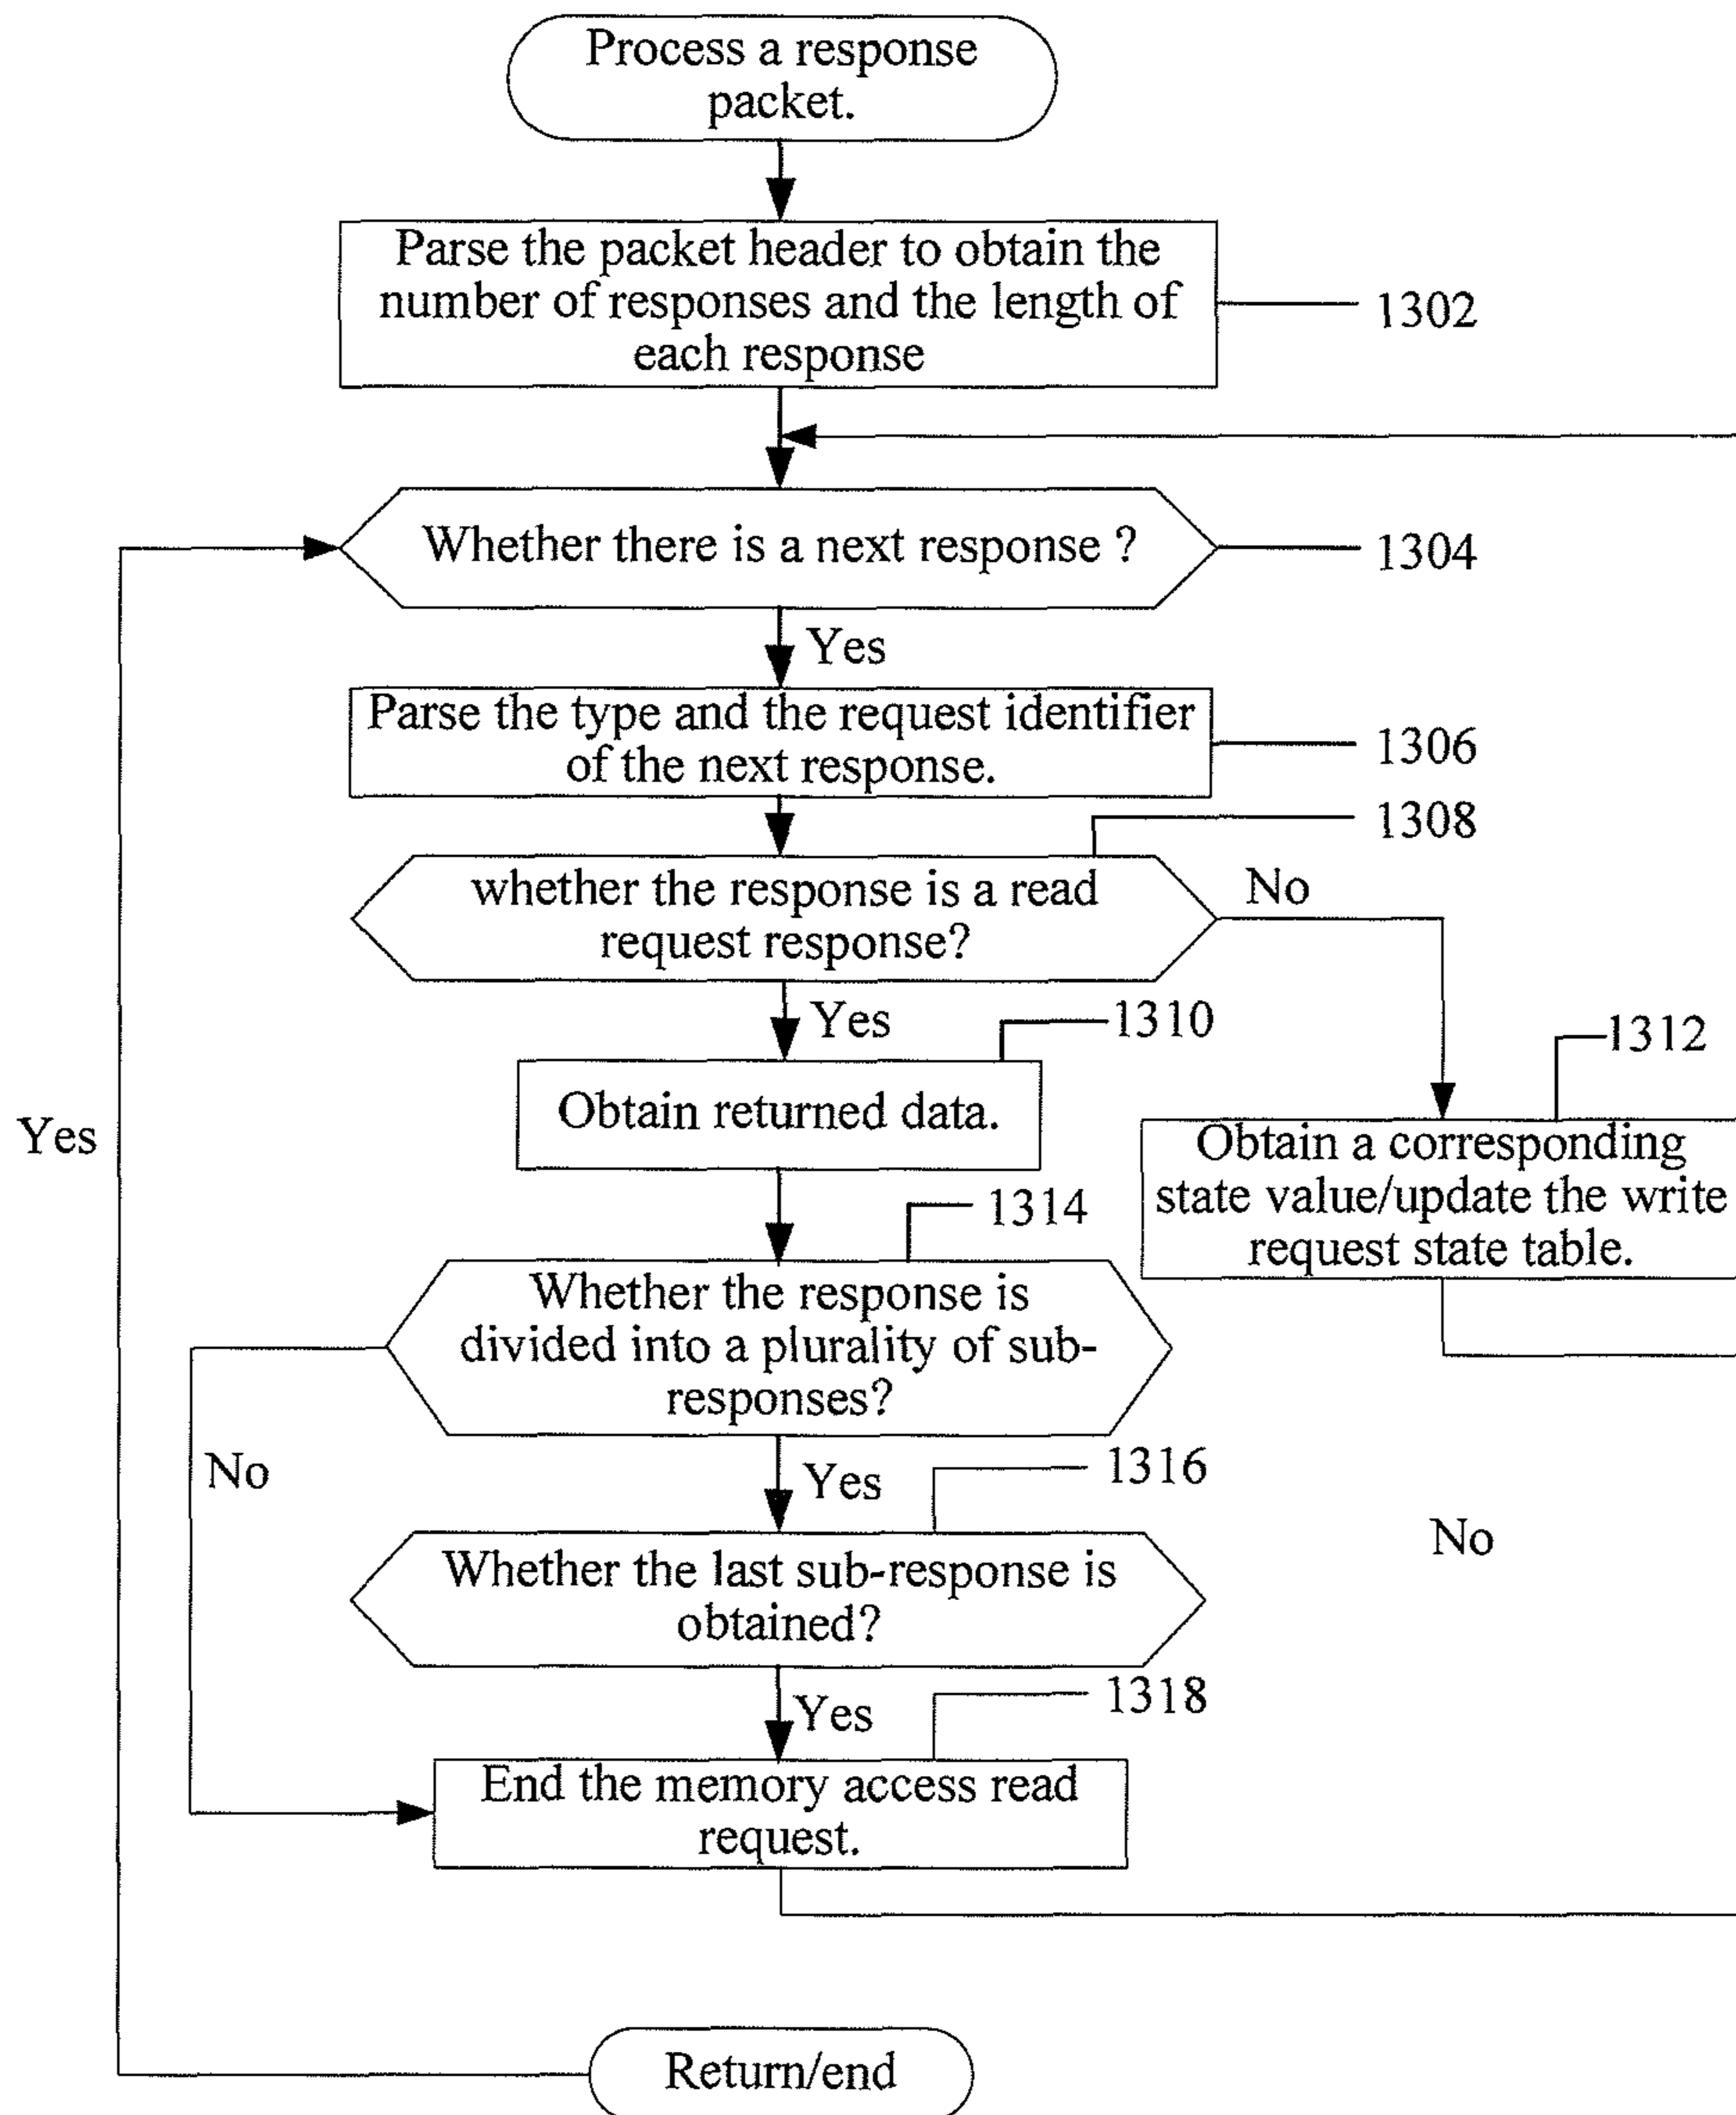 Process a response
packet.
Parse the packet header to obtain the
number of responses and the length of
each response
1302
Whether there is a next response ?
1304
Yes
Parse the type and the request identifier
of the next response.
1306
1308
whether the response is a read
request response?
No
Yes
1310
1312
Obtain returned data.
Yes
Obtain a corresponding
state value/update the write
request state table.
1314
Whether the response is
divided into a plurality of sub-
responses?
No
Yes
1316
No
Whether the last sub-response is
obtained?
Yes
1318
End the memory access read
request.
Return/end